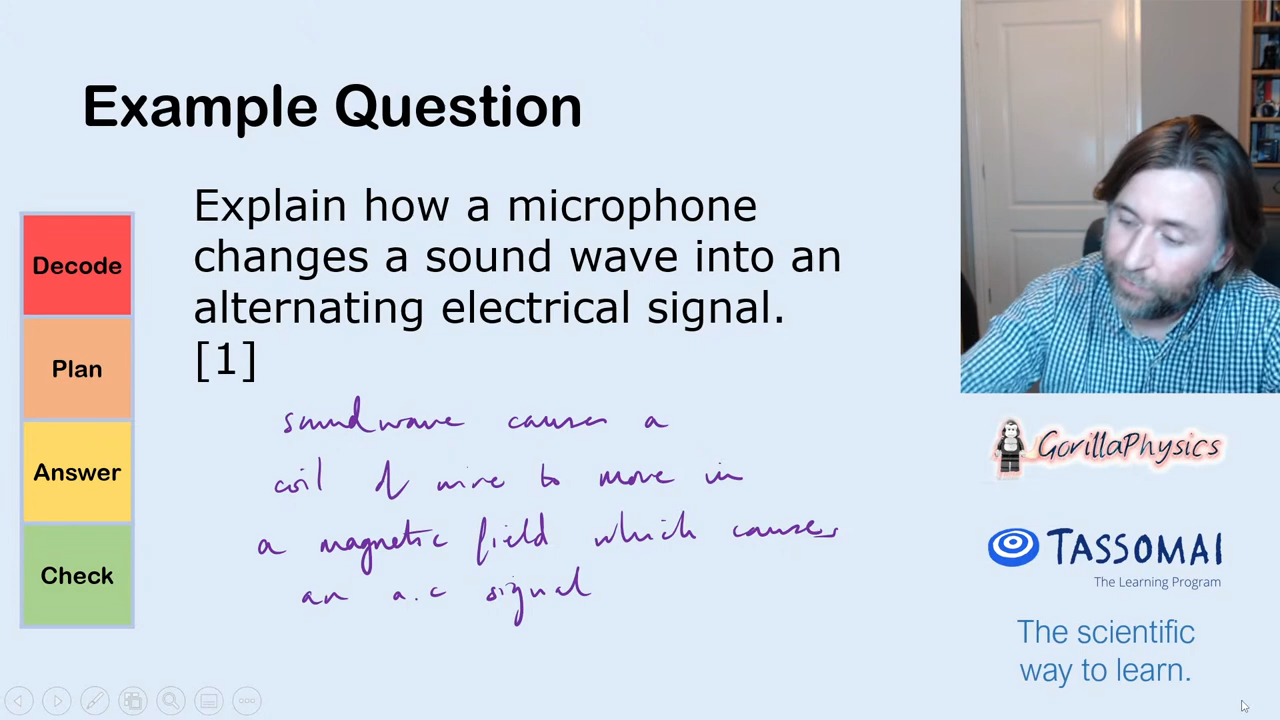 Example Question
Explain how a microphone
changes a sound wave into an
alternating electrical signal.
[1]
Decode
Plan
Answer
Check
soundwave causes a
coil of wire to move in
a magnetic field which causes
an a.c signal
GorillaPhysics
TASSOMAI
The Learning Program
The scientific
way to learn.